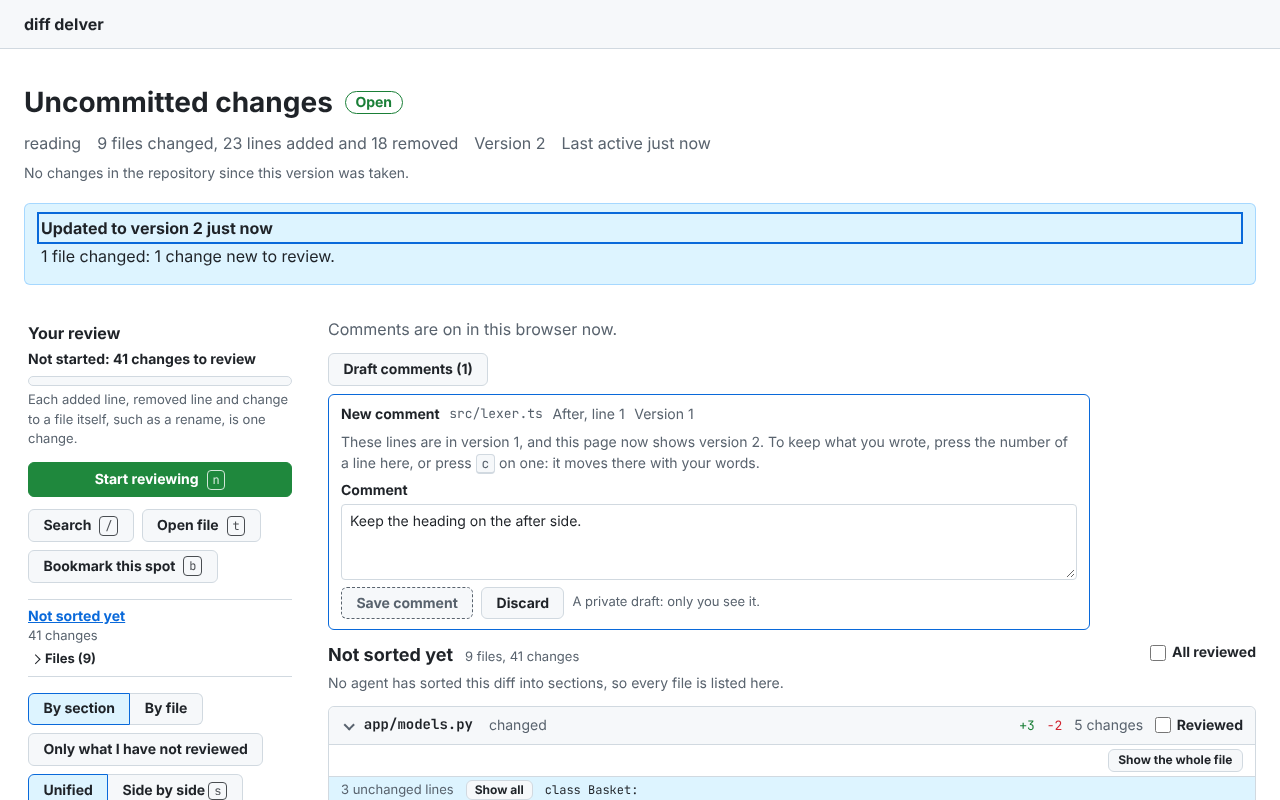 diff delver
Uncommitted changes Open
reading 9 files changed, 23 lines added and 18 removed Version 2 Last active just now
No changes in the repository since this version was taken.
Updated to version 2 just now
1 file changed: 1 change new to review.
Your review
Not started: 41 changes to review
Each added line, removed line and change
to a file itself, such as a rename, is one
change.
Start reviewing n
Search / Open file t
Bookmark this spot b
Not sorted yet
41 changes
Files (9)
By section By file
Only what I have not reviewed
Unified Side by side s
Comments are on in this browser now.
Draft comments (1)
New comment src/lexer.ts After, line 1 Version 1
These lines are in version 1, and this page now shows version 2. To keep what you wrote, press the number of
a line here, or press c on one: it moves there with your words.
Comment
Keep the heading on the after side.
Save comment Discard A private draft: only you see it.
Not sorted yet 9 files, 41 changes All reviewed
No agent has sorted this diff into sections, so every file is listed here.
app/models.py changed +3 -2 5 changes Reviewed
Show the whole file
3 unchanged lines Show all class Basket: